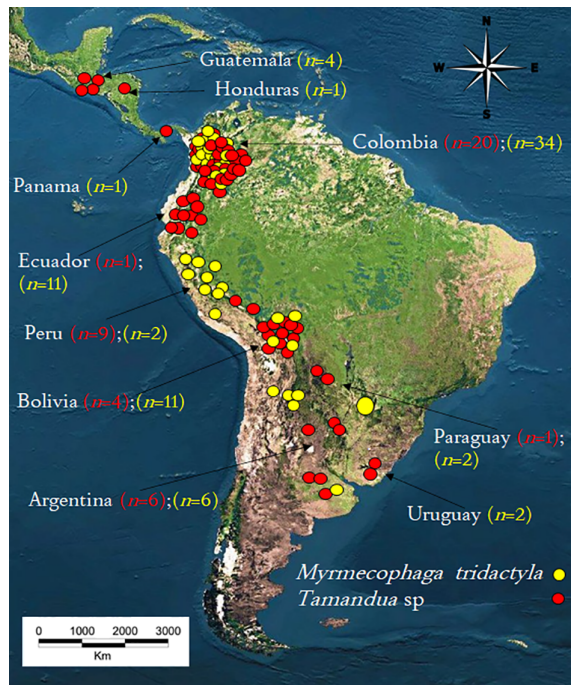 N
W E
S
Guatemala (n=4)
Honduras (n=1)
Colombia (n=20);(n=34)
Panama (n=1)
Ecuador (n=1);
(n=11)
Peru (n=9);(n=2)
Bolivia (n=4);(n=11)
Paraguay (n=1);
(n=2)
Argentina (n=6);(n=6)
Uruguay (n=2)
Myrmecophaga tridactyla
Tamandua sp
0 1000 2000 3000
Km